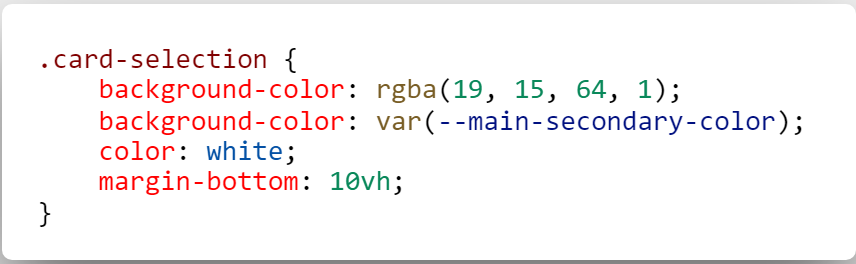 .card-selection {
    background-color: rgba(19, 15, 64, 1);
    background-color: var(--main-secondary-color);
    color: white;
    margin-bottom: 10vh;
}